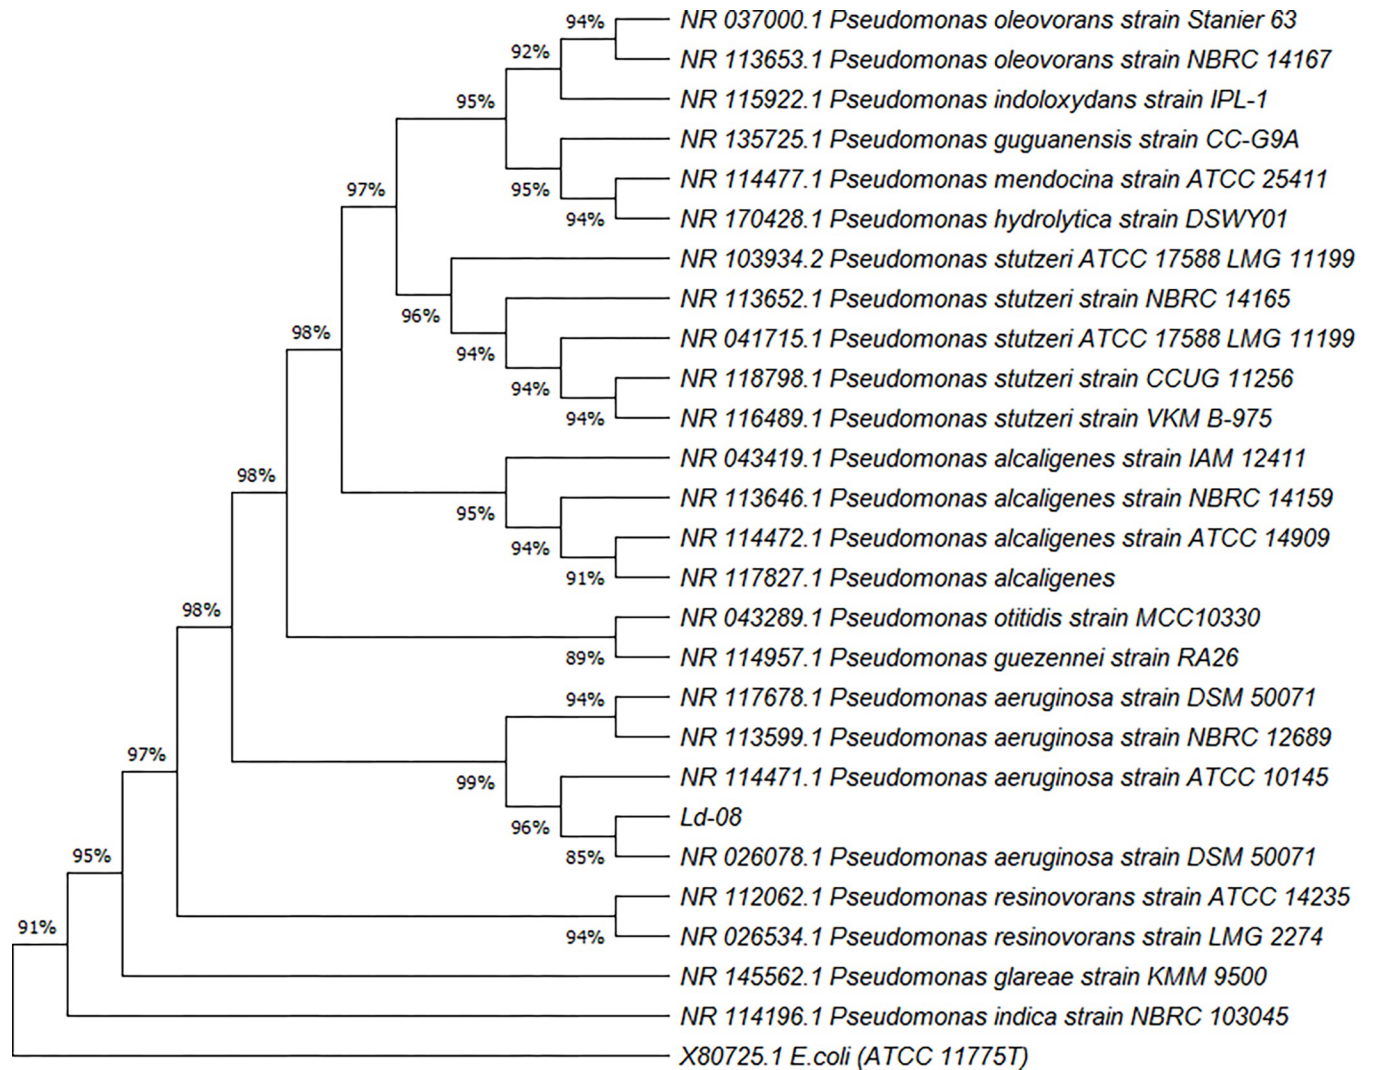 94% NR 037000.1 Pseudomonas oleovorans strain Stanier 63
92% NR 113653.1 Pseudomonas oleovorans strain NBRC 14167
95% NR 115922.1 Pseudomonas indoloxydans strain IPL-1
NR 135725.1 Pseudomonas guguanensis strain CC-G9A
97% 95% NR 114477.1 Pseudomonas mendocina strain ATCC 25411
94% NR 170428.1 Pseudomonas hydrolytica strain DSWY01
NR 103934.2 Pseudomonas stutzeri ATCC 17588 LMG 11199
96% NR 113652.1 Pseudomonas stutzeri strain NBRC 14165
98% 94% NR 041715.1 Pseudomonas stutzeri ATCC 17588 LMG 11199
94% NR 118798.1 Pseudomonas stutzeri strain CCUG 11256
94% NR 116489.1 Pseudomonas stutzeri strain VKM B-975
98% NR 043419.1 Pseudomonas alcaligenes strain IAM 12411
95% NR 113646.1 Pseudomonas alcaligenes strain NBRC 14159
94% NR 114472.1 Pseudomonas alcaligenes strain ATCC 14909
91% NR 117827.1 Pseudomonas alcaligenes
98% NR 043289.1 Pseudomonas otitidis strain MCC10330
89% NR 114957.1 Pseudomonas guezennei strain RA26
94% NR 117678.1 Pseudomonas aeruginosa strain DSM 50071
97% NR 113599.1 Pseudomonas aeruginosa strain NBRC 12689
99% NR 114471.1 Pseudomonas aeruginosa strain ATCC 10145
96% Ld-08
95% 85% NR 026078.1 Pseudomonas aeruginosa strain DSM 50071
NR 112062.1 Pseudomonas resinovorans strain ATCC 14235
91% 94% NR 026534.1 Pseudomonas resinovorans strain LMG 2274
NR 145562.1 Pseudomonas glareae strain KMM 9500
NR 114196.1 Pseudomonas indica strain NBRC 103045
X80725.1 E.coli (ATCC 11775T)